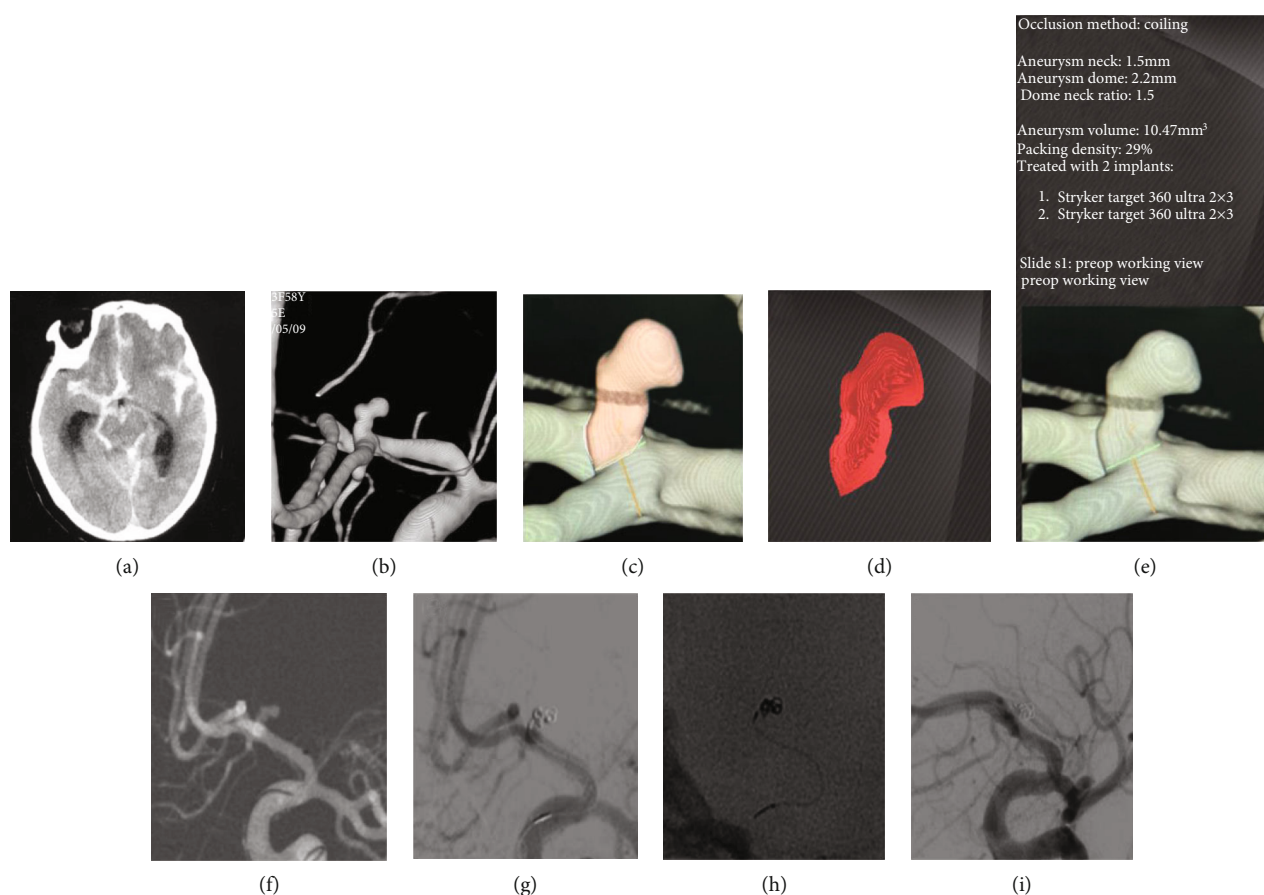 Occlusion method: coiling
Aneurysm neck: 1.5mm
Aneurysm dome: 2.2mm
Dome neck ratio: 1.5
Aneurysm volume: 10.47mm³
Packing density: 29%
Treated with 2 implants:
1. Stryker target 360 ultra 2×3
2. Stryker target 360 ultra 2×3
Slide s1: preop working view
preop working view
3F58Y
5E
/05/09
(a)
(b)
(c)
(d)
(e)
(f)
(g)
(h)
(i)